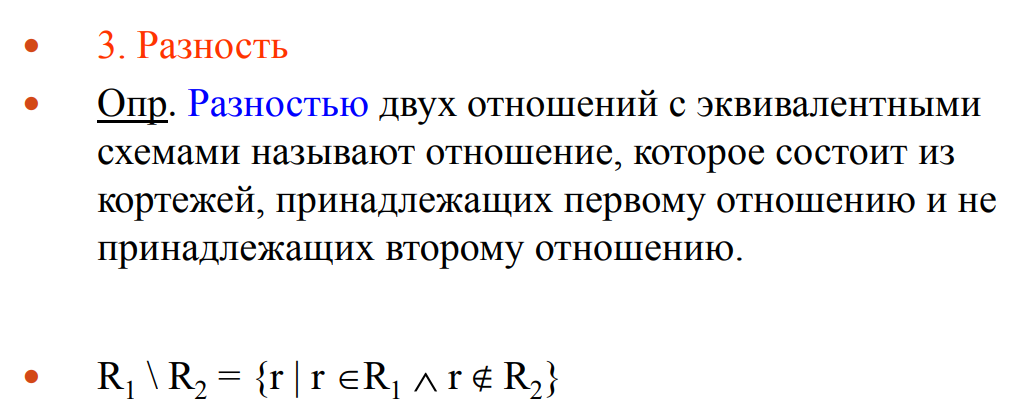 • 3. Разность
• Опр. Разностью двух отношений с эквивалентными
схемами называют отношение, которое состоит из
кортежей, принадлежащих первому отношению и не
принадлежащих второму отношению.
• R₁ \ R₂ = {r | r ∈R₁ ∧ r ∉ R₂}